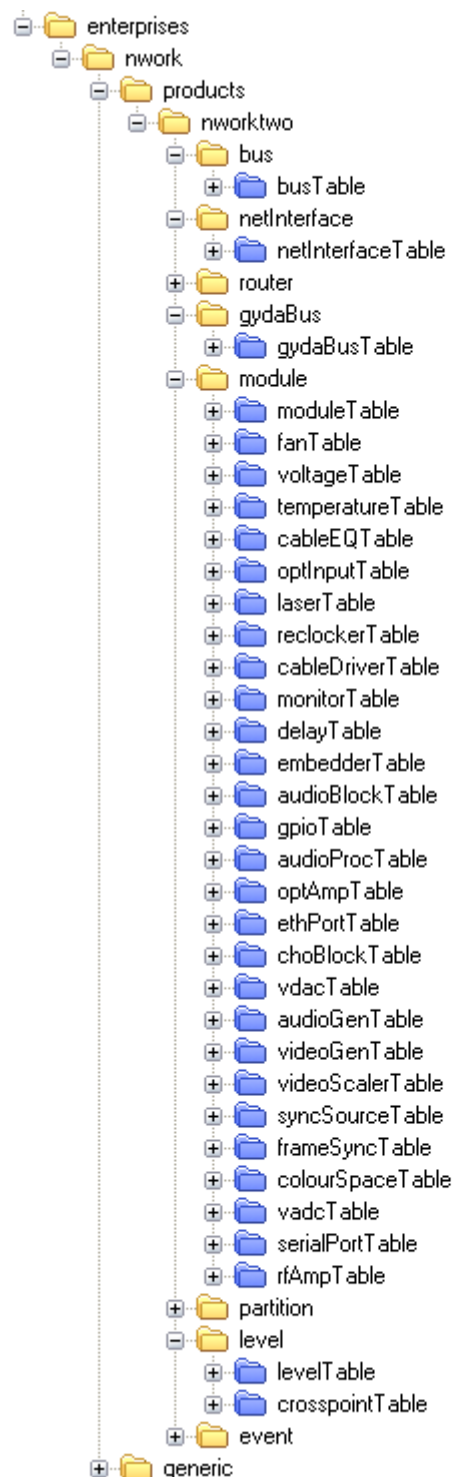 enterprises
nwork
products
nworktwo
bus
busTable
netInterface
netInterfaceTable
router
gydaBus
gydaBusTable
module
moduleTable
fanTable
voltageTable
temperatureTable
cableEQTable
optInputTable
laserTable
reclockerTable
cableDriverTable
monitorTable
delayTable
embedderTable
audioBlockTable
gpioTable
audioProcTable
optAmpTable
ethPortTable
choBlockTable
vdacTable
audioGenTable
videoGenTable
videoScalerTable
syncSourceTable
frameSyncTable
colourSpaceTable
vadcTable
serialPortTable
rfAmpTable
partition
level
levelTable
crosspointTable
event
generic